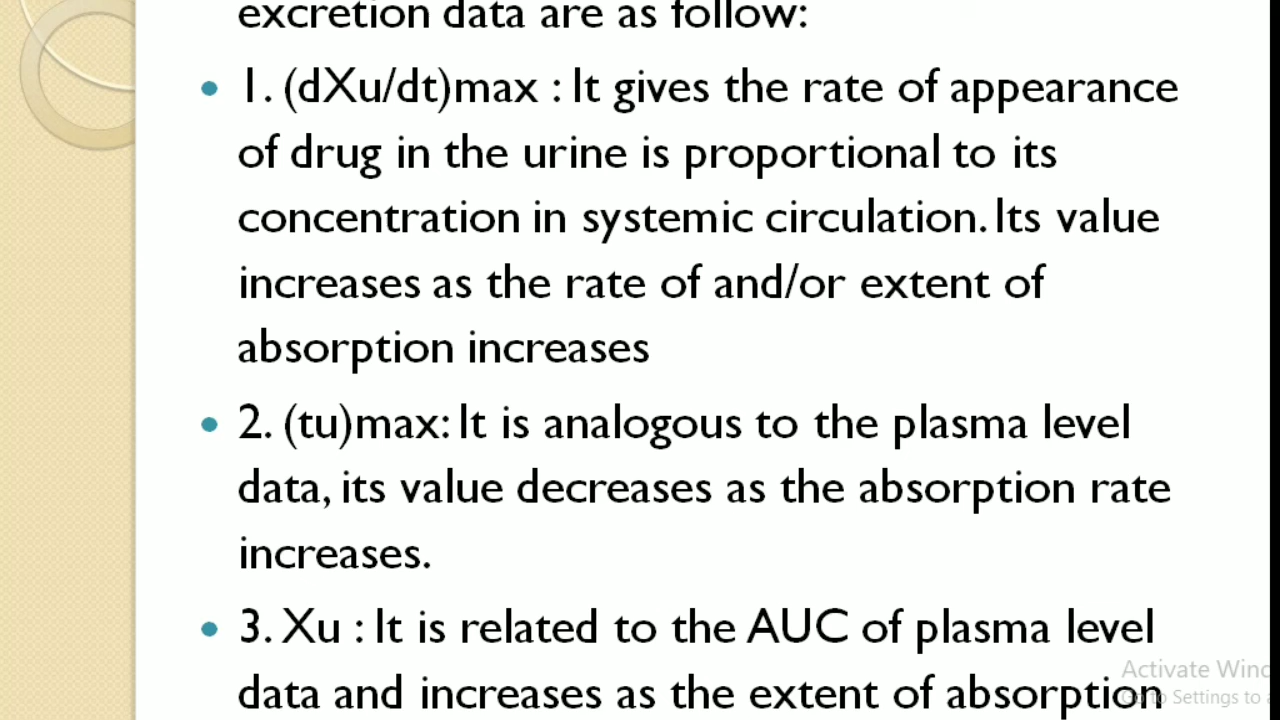 excretion data are as follow:
1. (dXu/dt)max : It gives the rate of appearance
of drug in the urine is proportional to its
concentration in systemic circulation. Its value
increases as the rate of and/or extent of
absorption increases
2. (tu)max: It is analogous to the plasma level
data, its value decreases as the absorption rate
increases.
3. Xu : It is related to the AUC of plasma level
data and increases as the extent of absorption
Activate Wind
Go to Settings to a